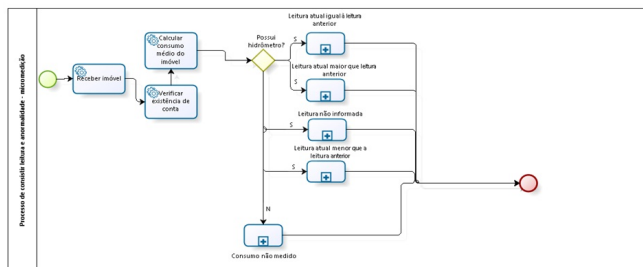 Processo de consistir leitura e anormalidade - micromedição
Receber imóvel
Verificar
existência de
conta
Calcular
consumo
médio do
imóvel
Possui
hidrômetro?
S
Leitura atual igual à leitura
anterior
S
Leitura atual maior que leitura
anterior
S
Leitura não informada
S
Leitura atual menor que a
leitura anterior
N
Consumo não medido